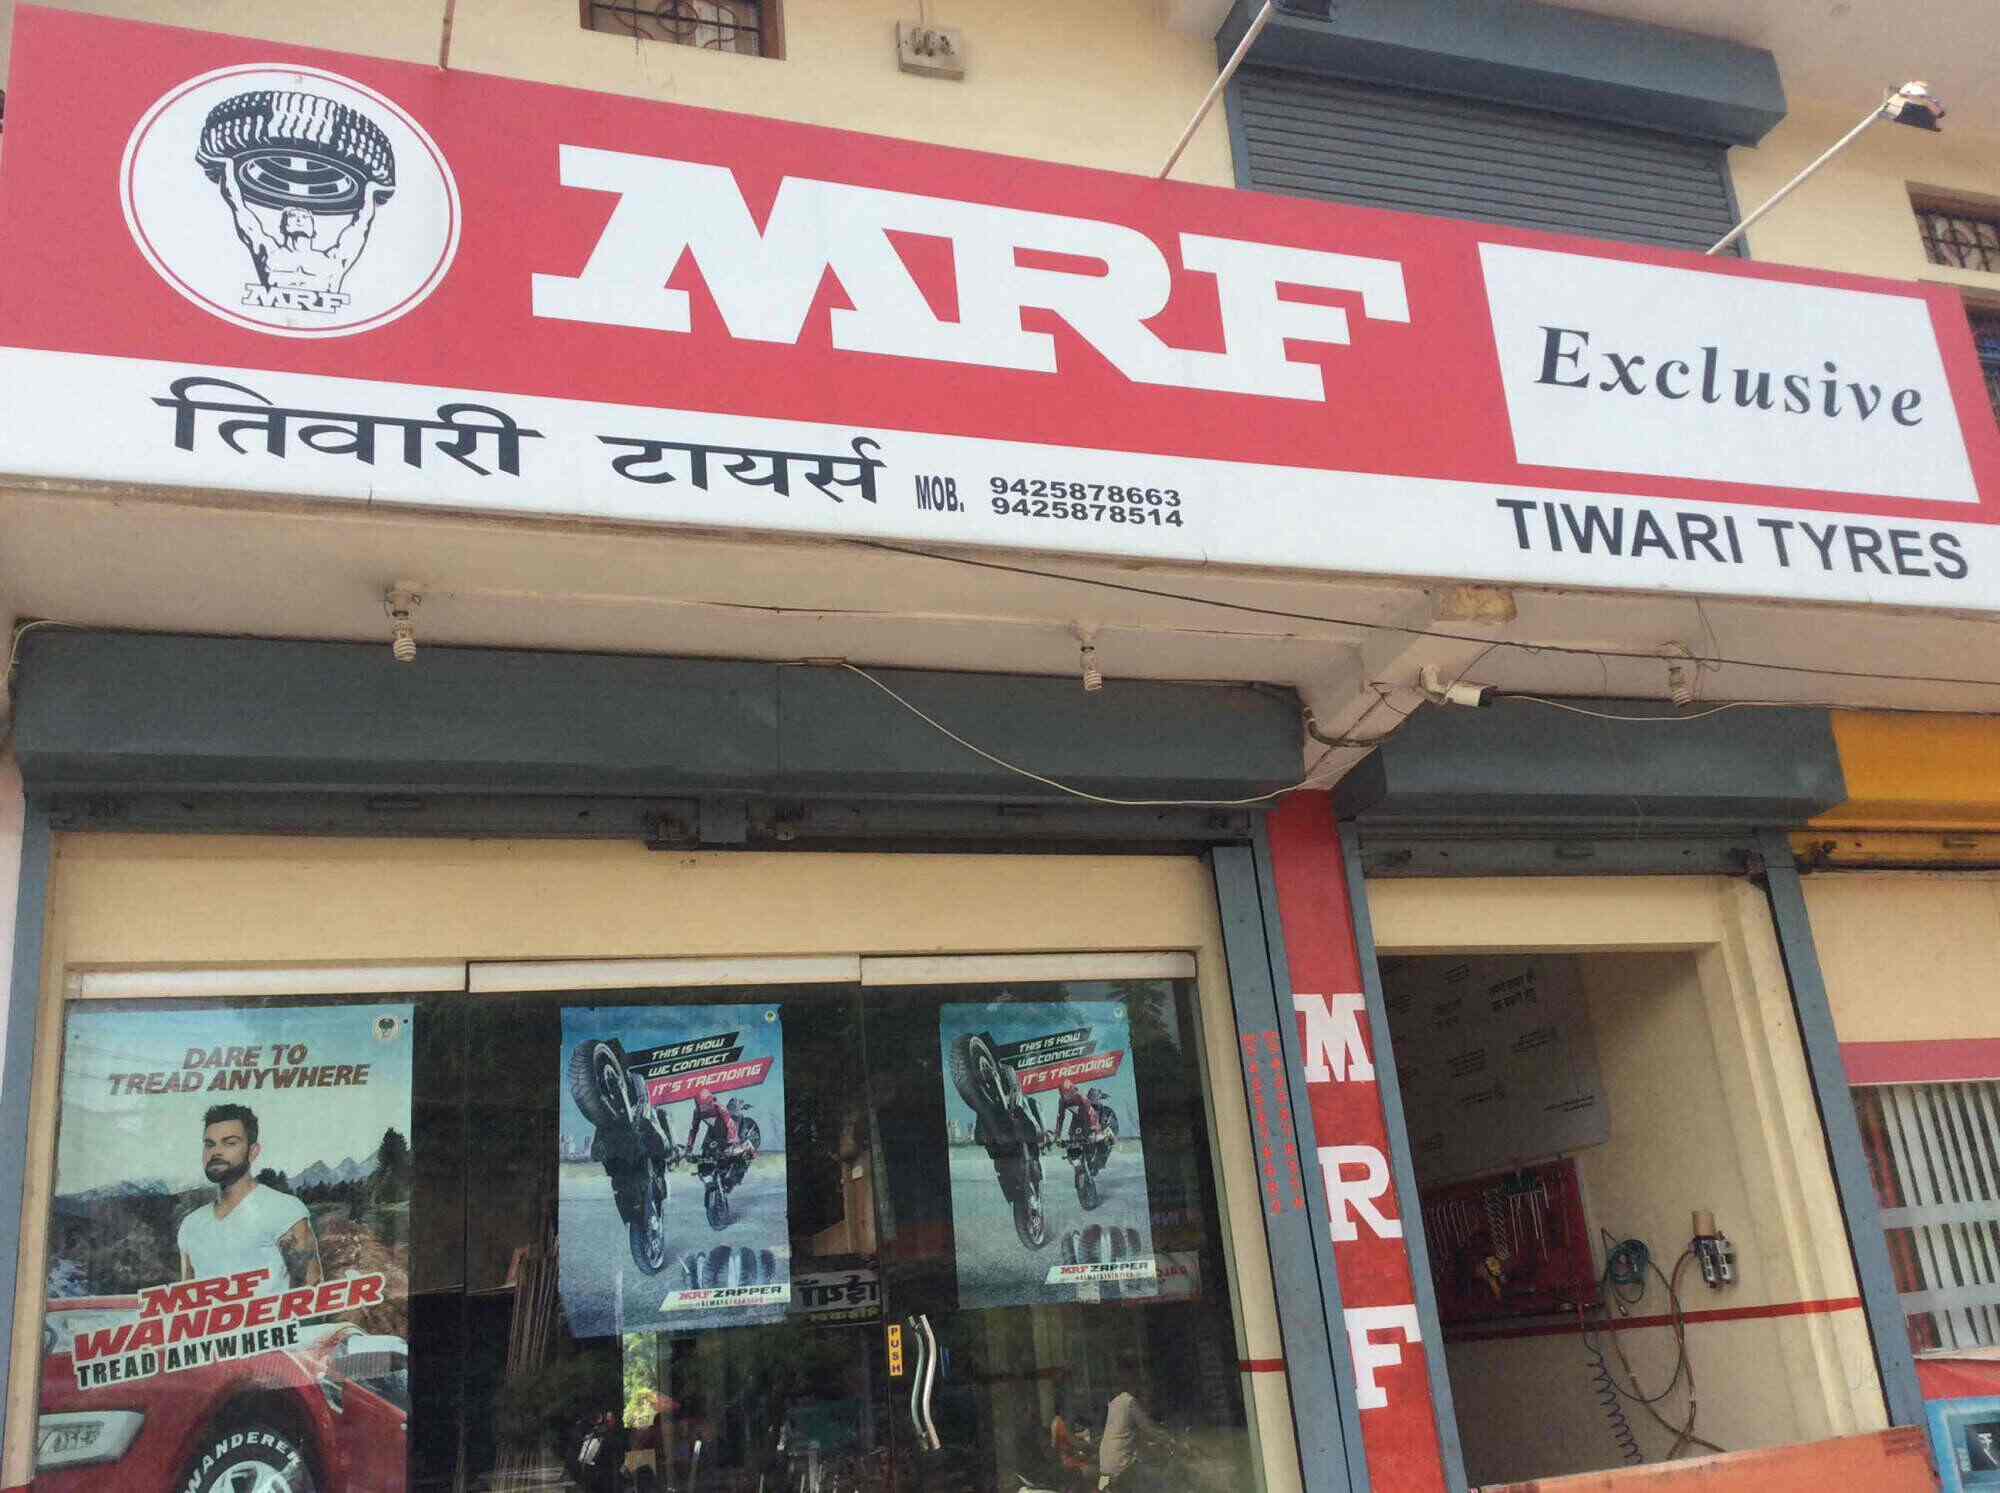 MRF
MRF
Exclusive
तिवारी टायर्स
MOB. 9425878663
9425878514
TIWARI TYRES
DARE TO
TREAD ANYWHERE
MRF
WANDERER
TREAD ANYWHERE
WANDERER
THIS IS HOW
WE CONNECT
IT'S TRENDING
MRF ZAPPER
THIS IS HOW
WE CONNECT
IT'S TRENDING
MRF ZAPPER
PUSH
M
R
F